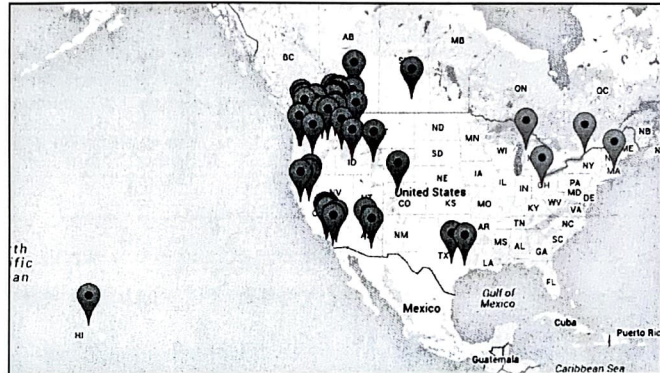 AB
MB
BC
S
ON
QC
NB
ND
MN
ME
WI
NY
N
MA
ID
SD
IA
IL
IN
OH
PA
MD
DE
NV
NE
United States
CO
KS
MO
KY
WV
VA
TN
NC
NM
AR
SC
MS
AL
GA
TX
LA
FL
rth
ific
an
Gulf of
Mexico
Mexico
HI
Cuba
Puerto Ric
Guatemala
Caribbean Sea